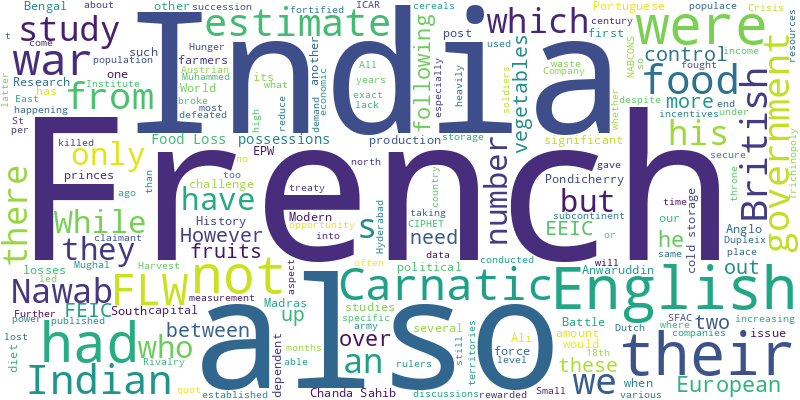 Bengal other succession fortified ICAR cereals Portuguese populace Crisis
t come broke claimant about
study population such Hunger estimate post century first used which were resources
war Research one farmers Austrian its what All years following exact lack
India
has Institute Muhammed World economic demand another fought NABCONS income
from East happening most defeated Food Loss possessions high reduce
soldiers waste Company heavily especially vegetables control food more despite so incentives end under
latter St per killed only princes EPW production storage significant whether British government
French
there while ago than north no too challenge have treaty Modern History into opportunity
they However fruits s Hyderabad CIPHET country taking number but gave Pondicherry subcontinent EEIC or
his secure throne time our cold storage Anglo Dupleix place same he Trichinopoly
losses led Mughal Harvest not aspect data often need conducted political will Anwaruddin out
Nawab FLW measurement Carnatic English
Further power published FEIC South capital Madras studies specific army several Battle Dutch SFAC where two increasing companies
had who between up over Ali still amount would 18th issue
lost Rivalry also dependent months able an rulers force level territories these their
diet Indian quot established Chanda Sahib discussions rewarded Small we when various European